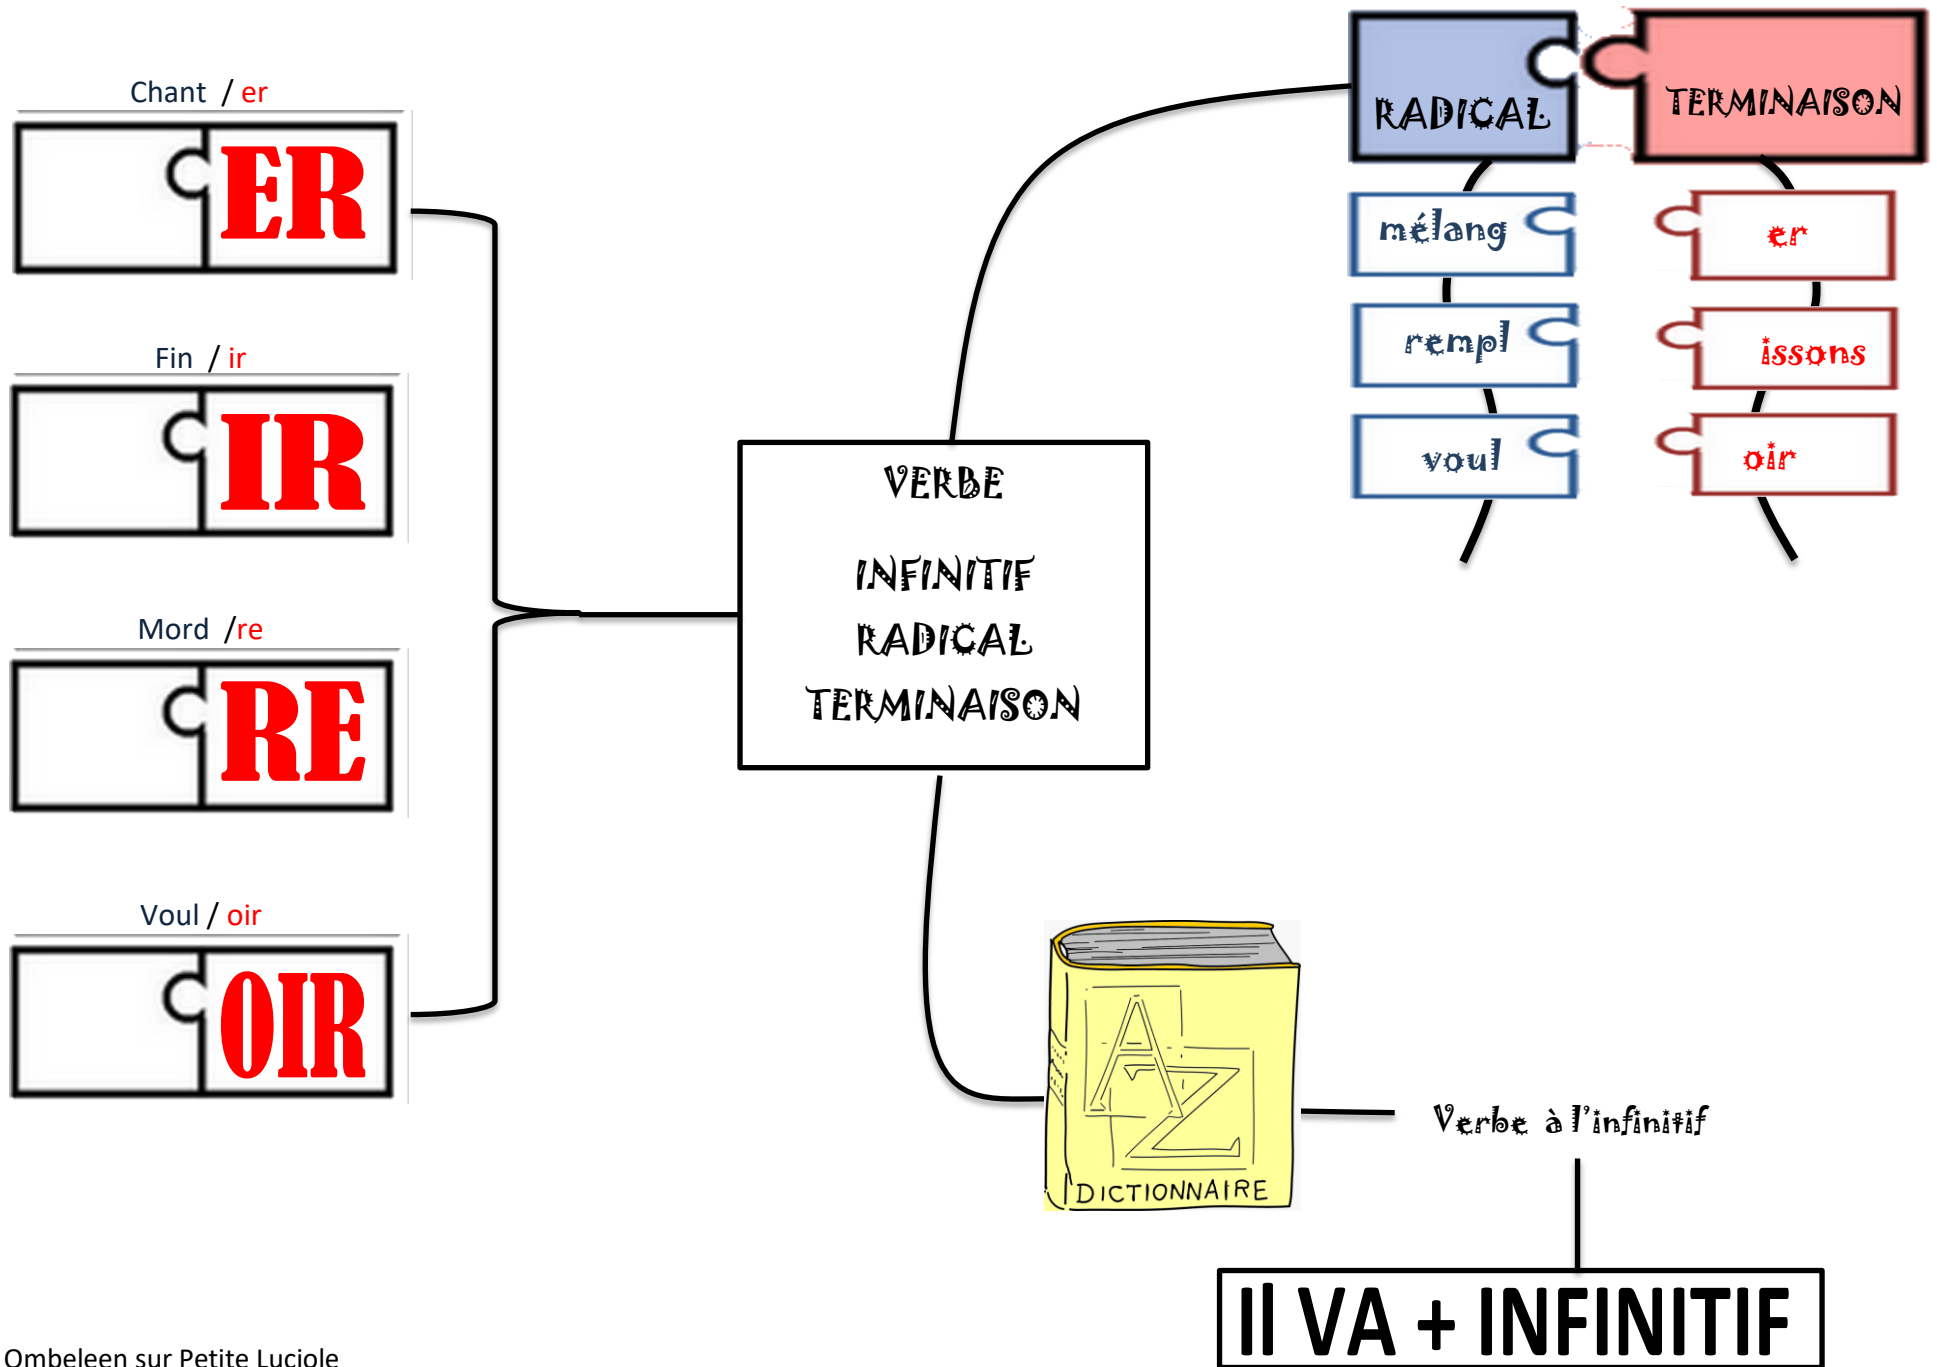 Chant / er
ER
Fin / ir
IR
Mord /re
RE
Voul / oir
OIR
VERBE
INFINITIF
RADICAL
TERMINAISON
RADICAL
TERMINAISON
mélang
er
rempl
issons
voul
oir
A
Z
DICTIONNAIRE
Verbe à l'infinitif
Il VA + INFINITIF
Ombeleen sur Petite Luciole